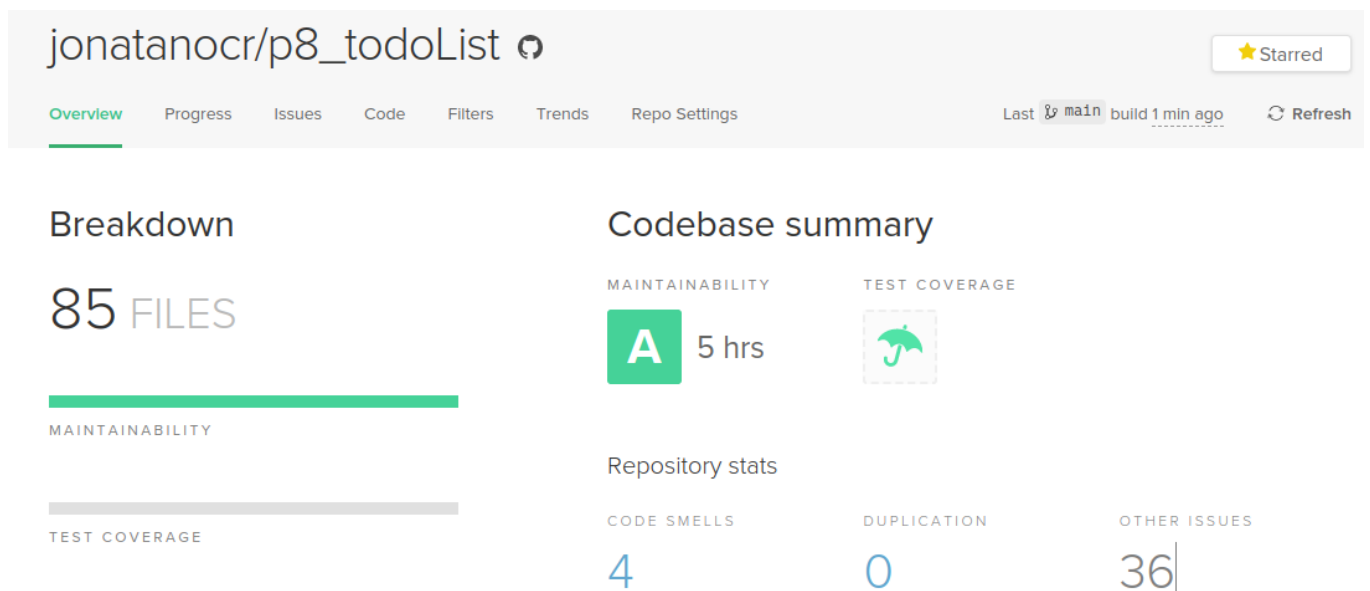 jonatanocr/p8_todoList
Starred
Overview Progress Issues Code Filters Trends Repo Settings Last main build 1 min ago Refresh
Breakdown
85 FILES
MAINTAINABILITY
TEST COVERAGE
Codebase summary
MAINTAINABILITY TEST COVERAGE
A 5 hrs
Repository stats
CODE SMELLS DUPLICATION OTHER ISSUES
4 0 36